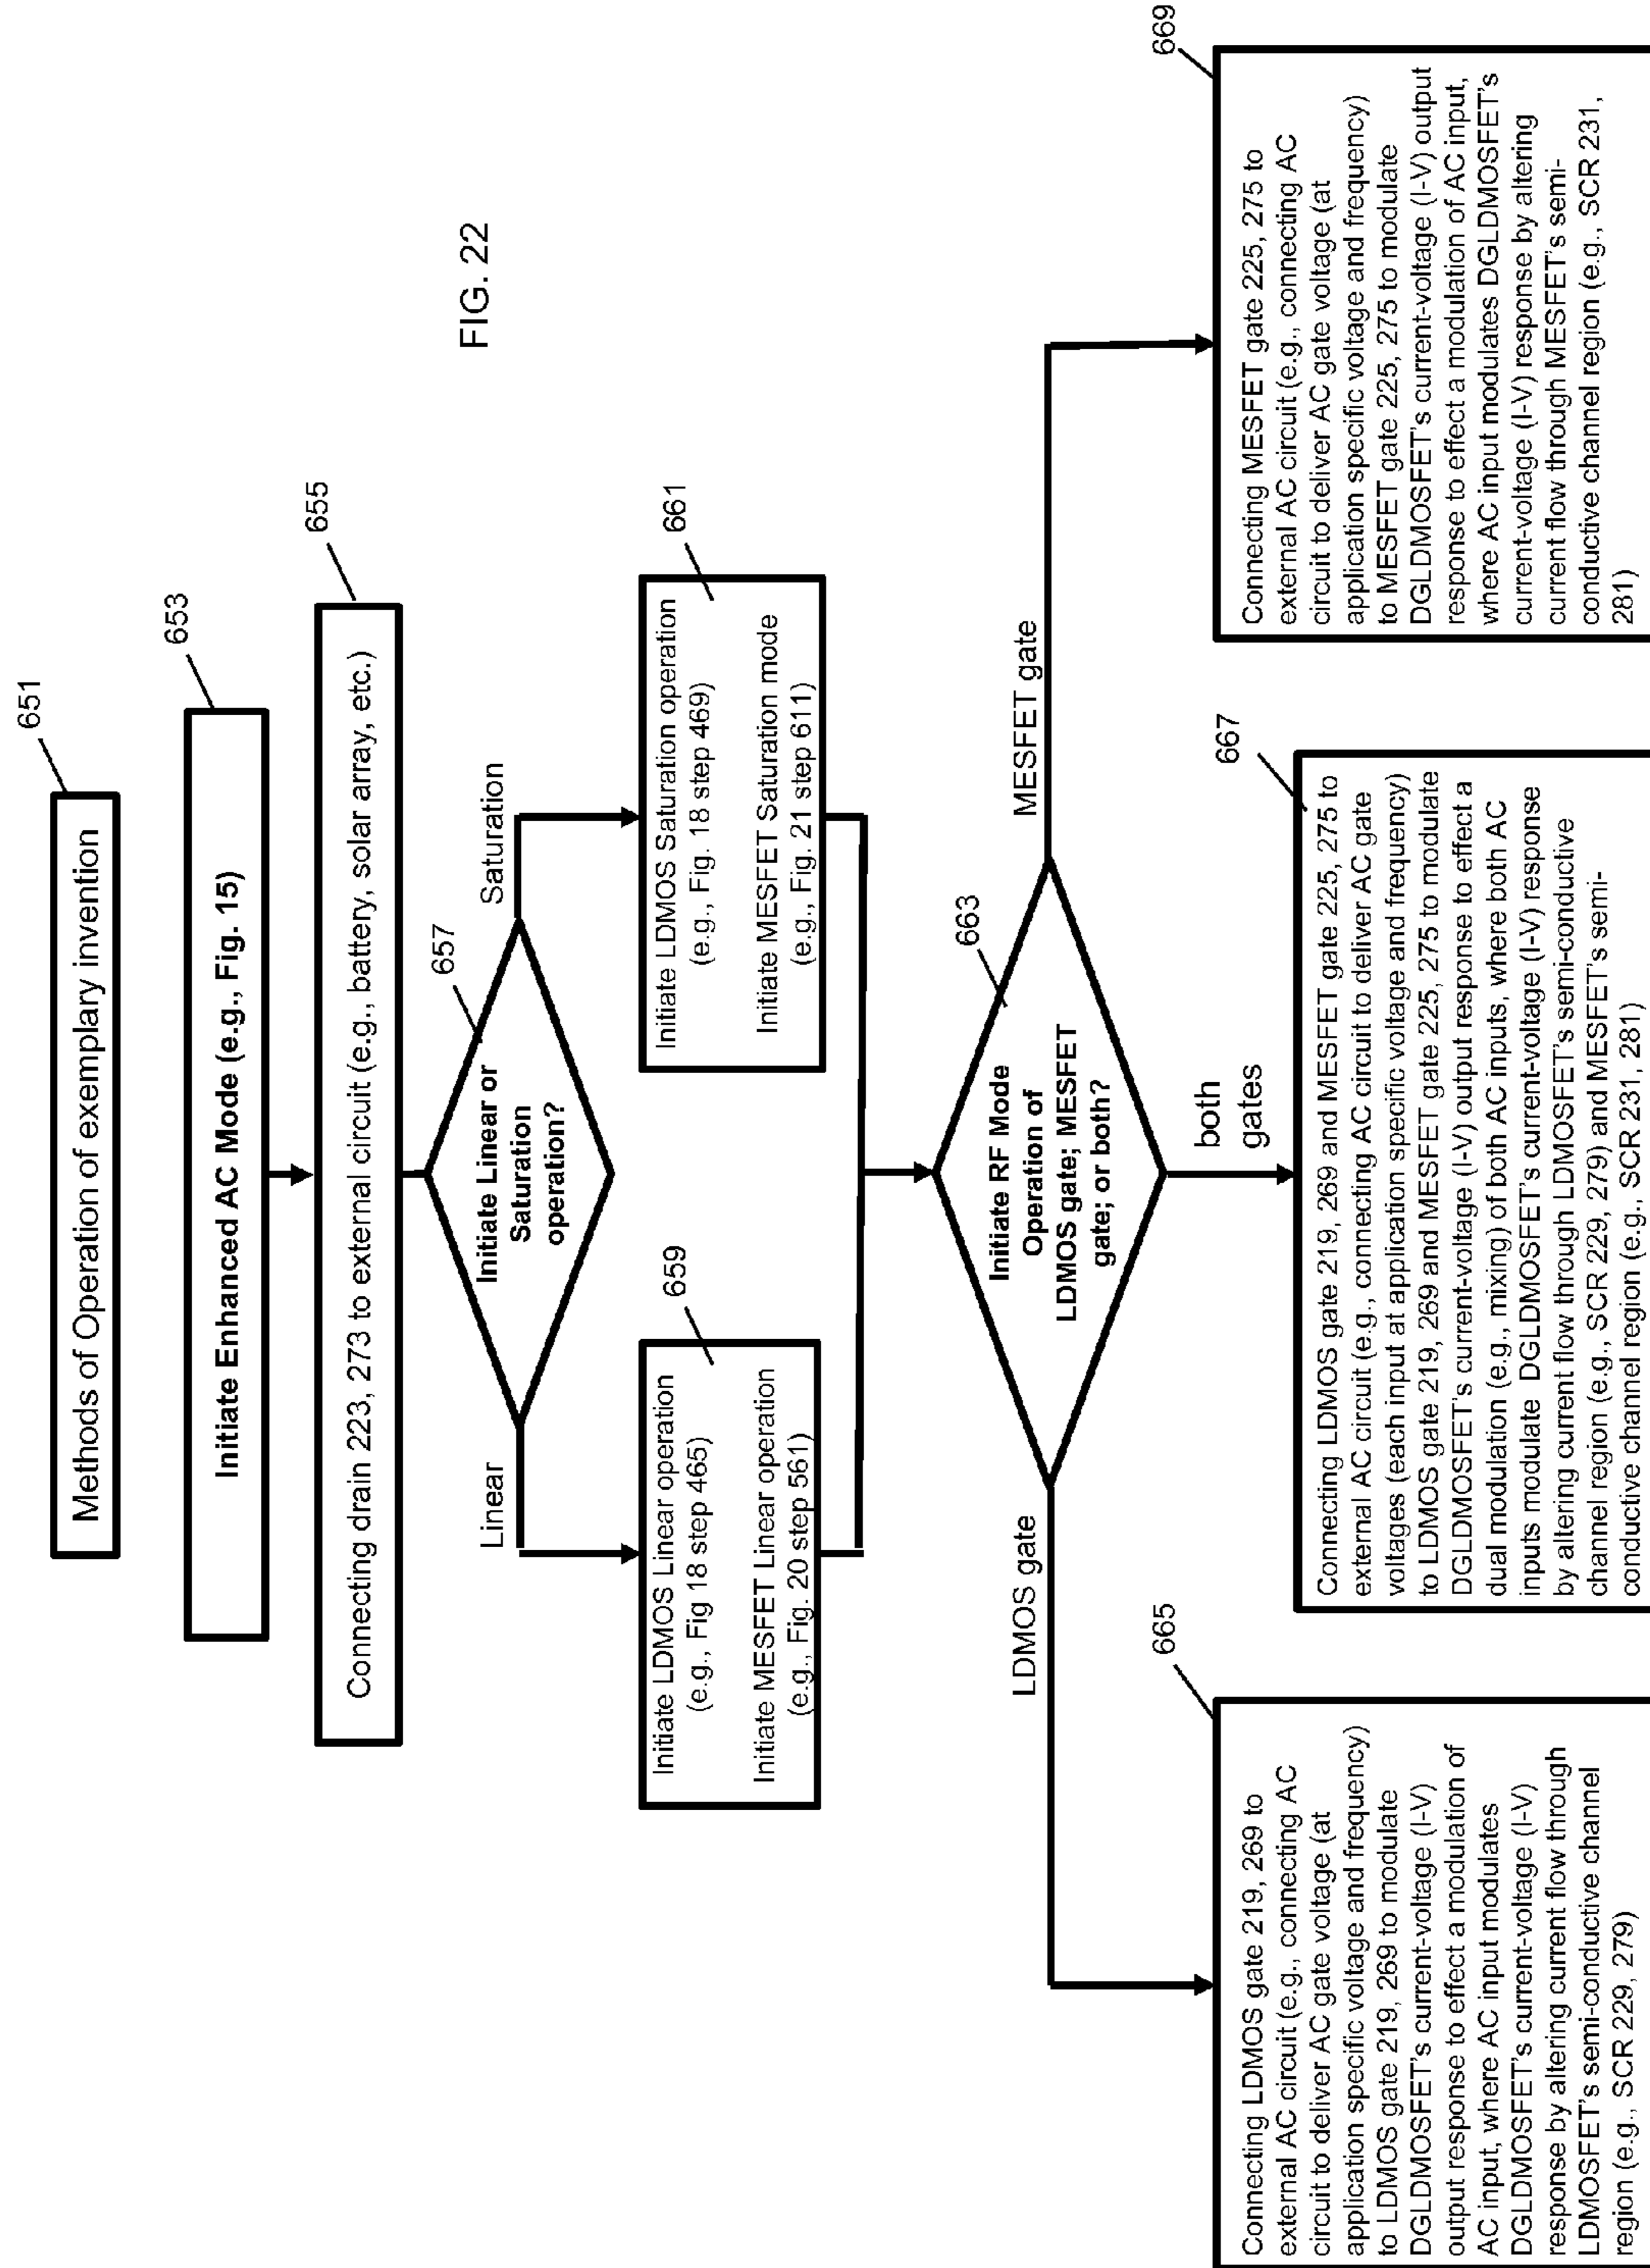 651
Methods of Operation of exemplary invention
653
Initiate Enhanced AC Mode (e.g., Fig. 15)
655
Connecting drain 223, 273 to external circuit (e.g., battery, solar array, etc.)
FIG. 22
657
Initiate Linear or
Saturation
operation?
Linear
Saturation
659
Initiate LDMOS Linear operation
(e.g., Fig 18 step 465)
Initiate MESFET Linear operation
(e.g., Fig. 20 step 561)
661
Initiate LDMOS Saturation operation
(e.g., Fig. 18 step 469)
Initiate MESFET Saturation mode
(e.g., Fig. 21 step 611)
663
Initiate RF Mode
Operation of
LDMOS gate; MESFET
gate; or both?
LDMOS gate
both
gates
MESFET gate
665
Connecting LDMOS gate 219, 269 to
external AC circuit (e.g., connecting AC
circuit to deliver AC gate voltage (at
application specific voltage and frequency)
to LDMOS gate 219, 269 to modulate
DGLDMOSFET's current-voltage (I-V)
output response to effect a modulation of
AC input, where AC input modulates
DGLDMOSFET's current-voltage (I-V)
response by altering current flow through
LDMOSFET's semi-conductive channel
region (e.g., SCR 229, 279)
667
Connecting LDMOS gate 219, 269 and MESFET gate 225, 275 to
external AC circuit (e.g., connecting AC circuit to deliver AC gate
voltages (each input at application specific voltage and frequency)
to LDMOS gate 219, 269 and MESFET gate 225, 275 to modulate
DGLDMOSFET's current-voltage (I-V) output response to effect a
dual modulation (e.g., mixing) of both AC inputs, where both AC
inputs modulate DGLDMOSFET's current-voltage (I-V) response
by altering current flow through LDMOSFET's semi-conductive
channel region (e.g., SCR 229, 279) and MESFET's semi-
conductive channel region (e.g., SCR 231, 281)
669
Connecting MESFET gate 225, 275 to
external AC circuit (e.g., connecting AC
circuit to deliver AC gate voltage (at
application specific voltage and frequency)
to MESFET gate 225, 275 to modulate
DGLDMOSFET's current-voltage (I-V) output
response to effect a modulation of AC input,
where AC input modulates DGLDMOSFET's
current-voltage (I-V) response by altering
current flow through MESFET's semi-
conductive channel region (e.g., SCR 231,
281)